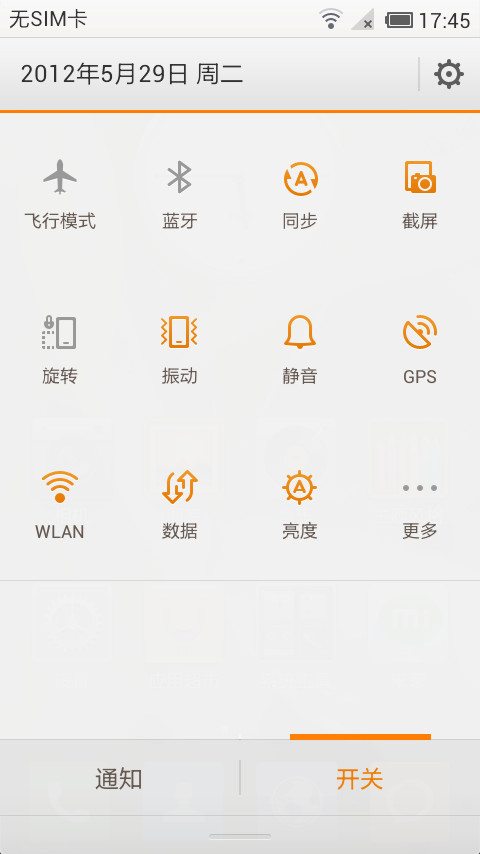 无SIM卡 17:45
2012年5月29日 周二
飞行模式 蓝牙 同步 截屏
旋转 振动 静音 GPS
WLAN 数据 亮度 更多
通知 开关